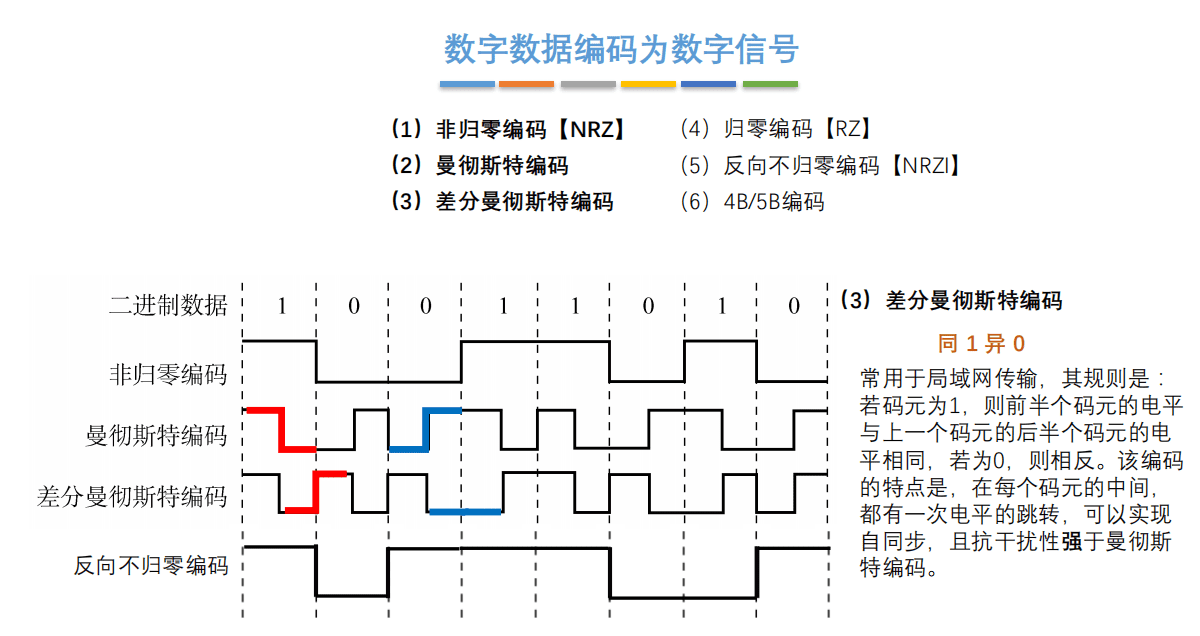 数字数据编码为数字信号
（1）非归零编码【NRZ】
（2）曼彻斯特编码
（3）差分曼彻斯特编码
（4）归零编码【RZ】
（5）反向不归零编码【NRZI】
（6）4B/5B编码
二进制数据 1 0 0 1 1 0 1 0
非归零编码
曼彻斯特编码
差分曼彻斯特编码
反向不归零编码
（3）差分曼彻斯特编码
同1异0
常用于局域网传输，其规则是：
若码元为1，则前半个码元的电平
与上一个码元的后半个码元的电
平相同，若为0，则相反。该编码
的特点是，在每个码元的中间，
都有一次电平的跳转，可以实现
自同步，且抗干扰性强于曼彻斯
特编码。